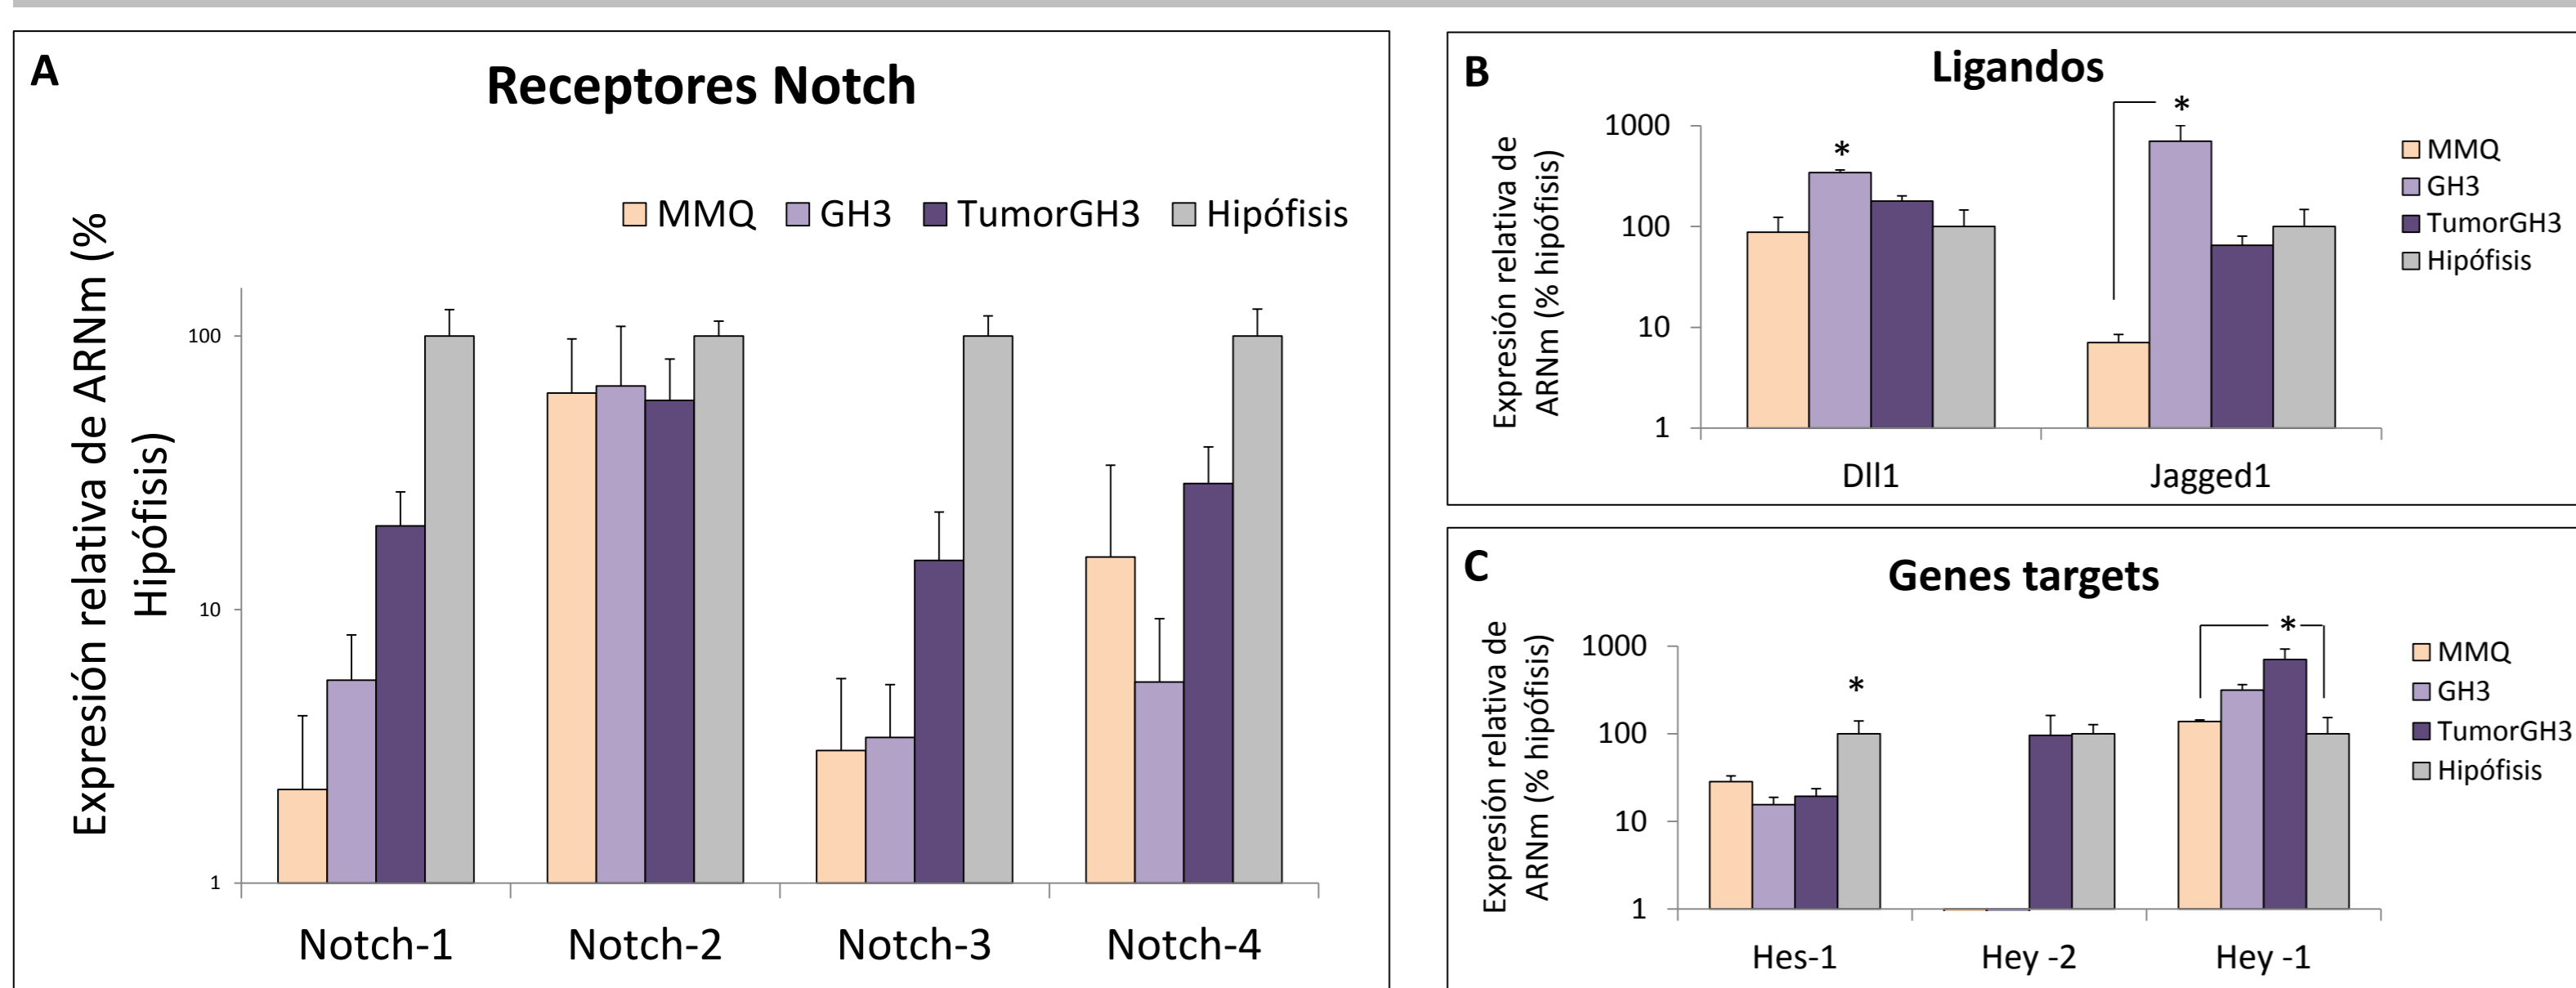 A
Receptores Notch
MMQ GH3 TumorGH3 Hipófisis
Expresión relativa de ARNm (%
Hipófisis)
100
10
1
Notch-1 Notch-2 Notch-3 Notch-4
B
Ligandos
Expresión relativa de
ARNm (% hipófisis)
1000
100
10
1
*
*
Dll1 Jagged1
MMQ
GH3
TumorGH3
Hipófisis
C
Genes targets
Expresión relativa de
ARNm (% hipófisis)
1000
100
10
1
*
*
Hes-1 Hey -2 Hey -1
MMQ
GH3
TumorGH3
Hipófisis